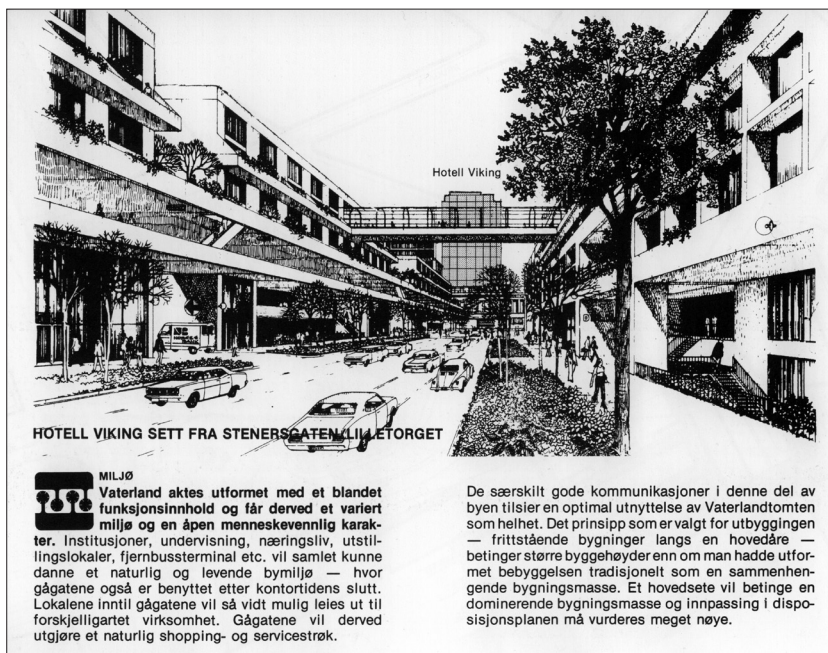 Hotell Viking
HOTELL VIKING SETT FRA STENERSGATEN/LILLETORGET
MILJØ
Vaterland aktes utformet med et blandet
funksjonsinnhold og får derved et variert
miljø og en åpen menneskevennlig karak-
ter. Institusjoner, undervisning, næringsliv, utstil-
lingslokaler, fjernbussterminal etc. vil samlet kunne
danne et naturlig og levende bymiljø — hvor
gågatene også er benyttet etter kontortidens slutt.
Lokalene inntil gågatene vil så vidt mulig leies ut til
forskjelligartet virksomhet. Gågatene vil derved
utgjøre et naturlig shopping- og servicestrøk.
De særskilt gode kommunikasjoner i denne del av
byen tilsier en optimal utnyttelse av Vaterlandtomten
som helhet. Det prinsipp som er valgt for utbyggingen
— frittstående bygninger langs en hovedåre —
betinger større byggehøyder enn om man hadde utfor-
met bebyggelsen tradisjonelt som en sammenhen-
gende bygningsmasse. Et hovedsete vil betinge en
dominerende bygningsmasse og innpassing i dispo-
sisjonsplanen må vurderes meget nøye.